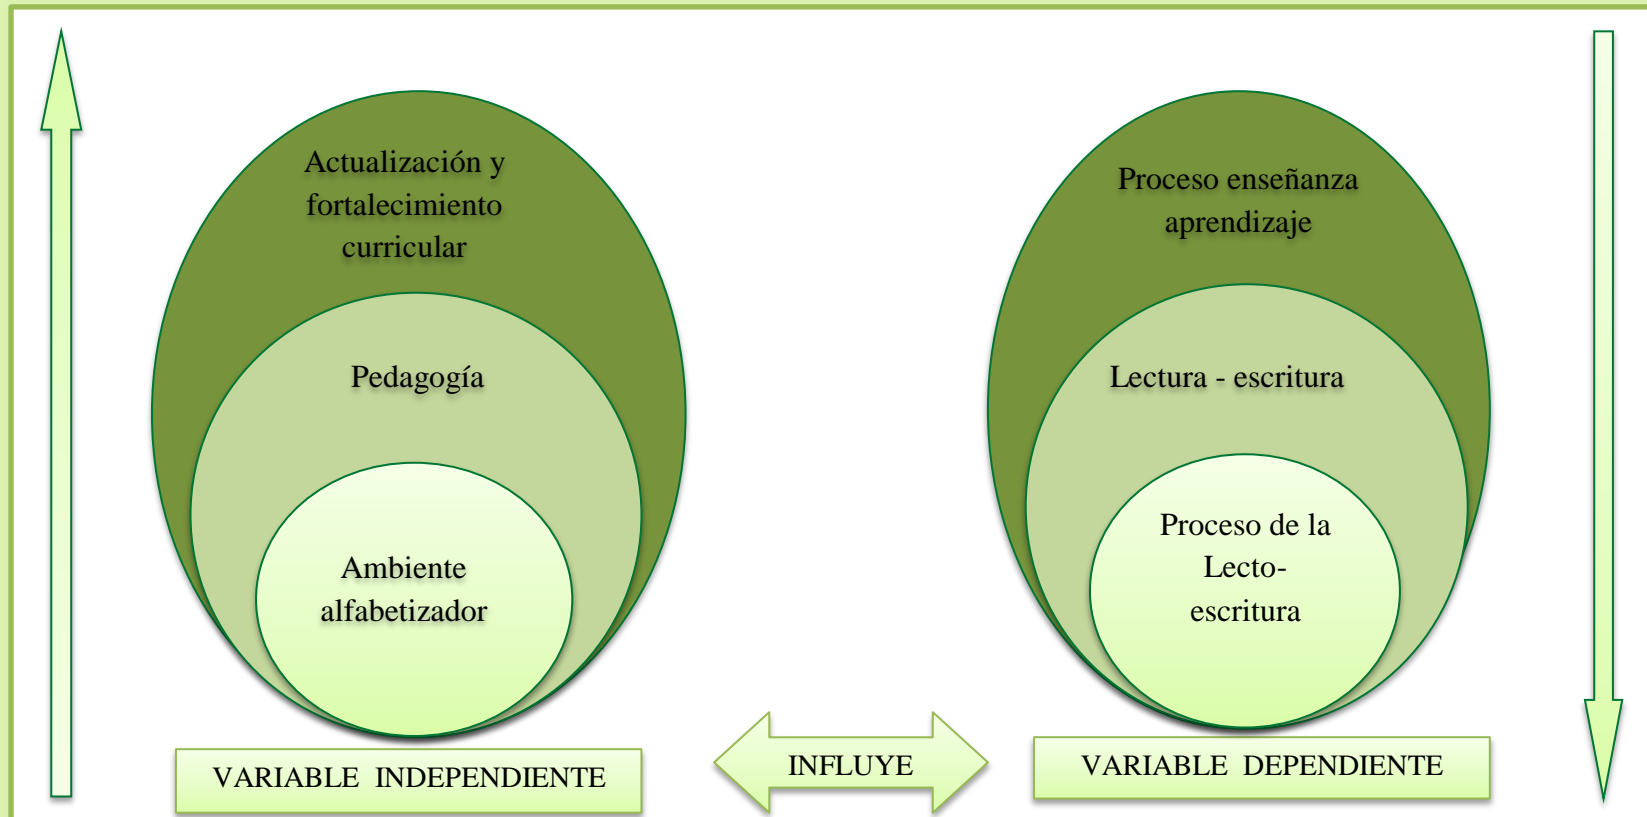 Actualización y
fortalecimiento
curricular
Pedagogía
Ambiente
alfabetizador
VARIABLE INDEPENDIENTE
INFLUYE
Proceso enseñanza
aprendizaje
Lectura - escritura
Proceso de la
Lecto-
escritura
VARIABLE DEPENDIENTE